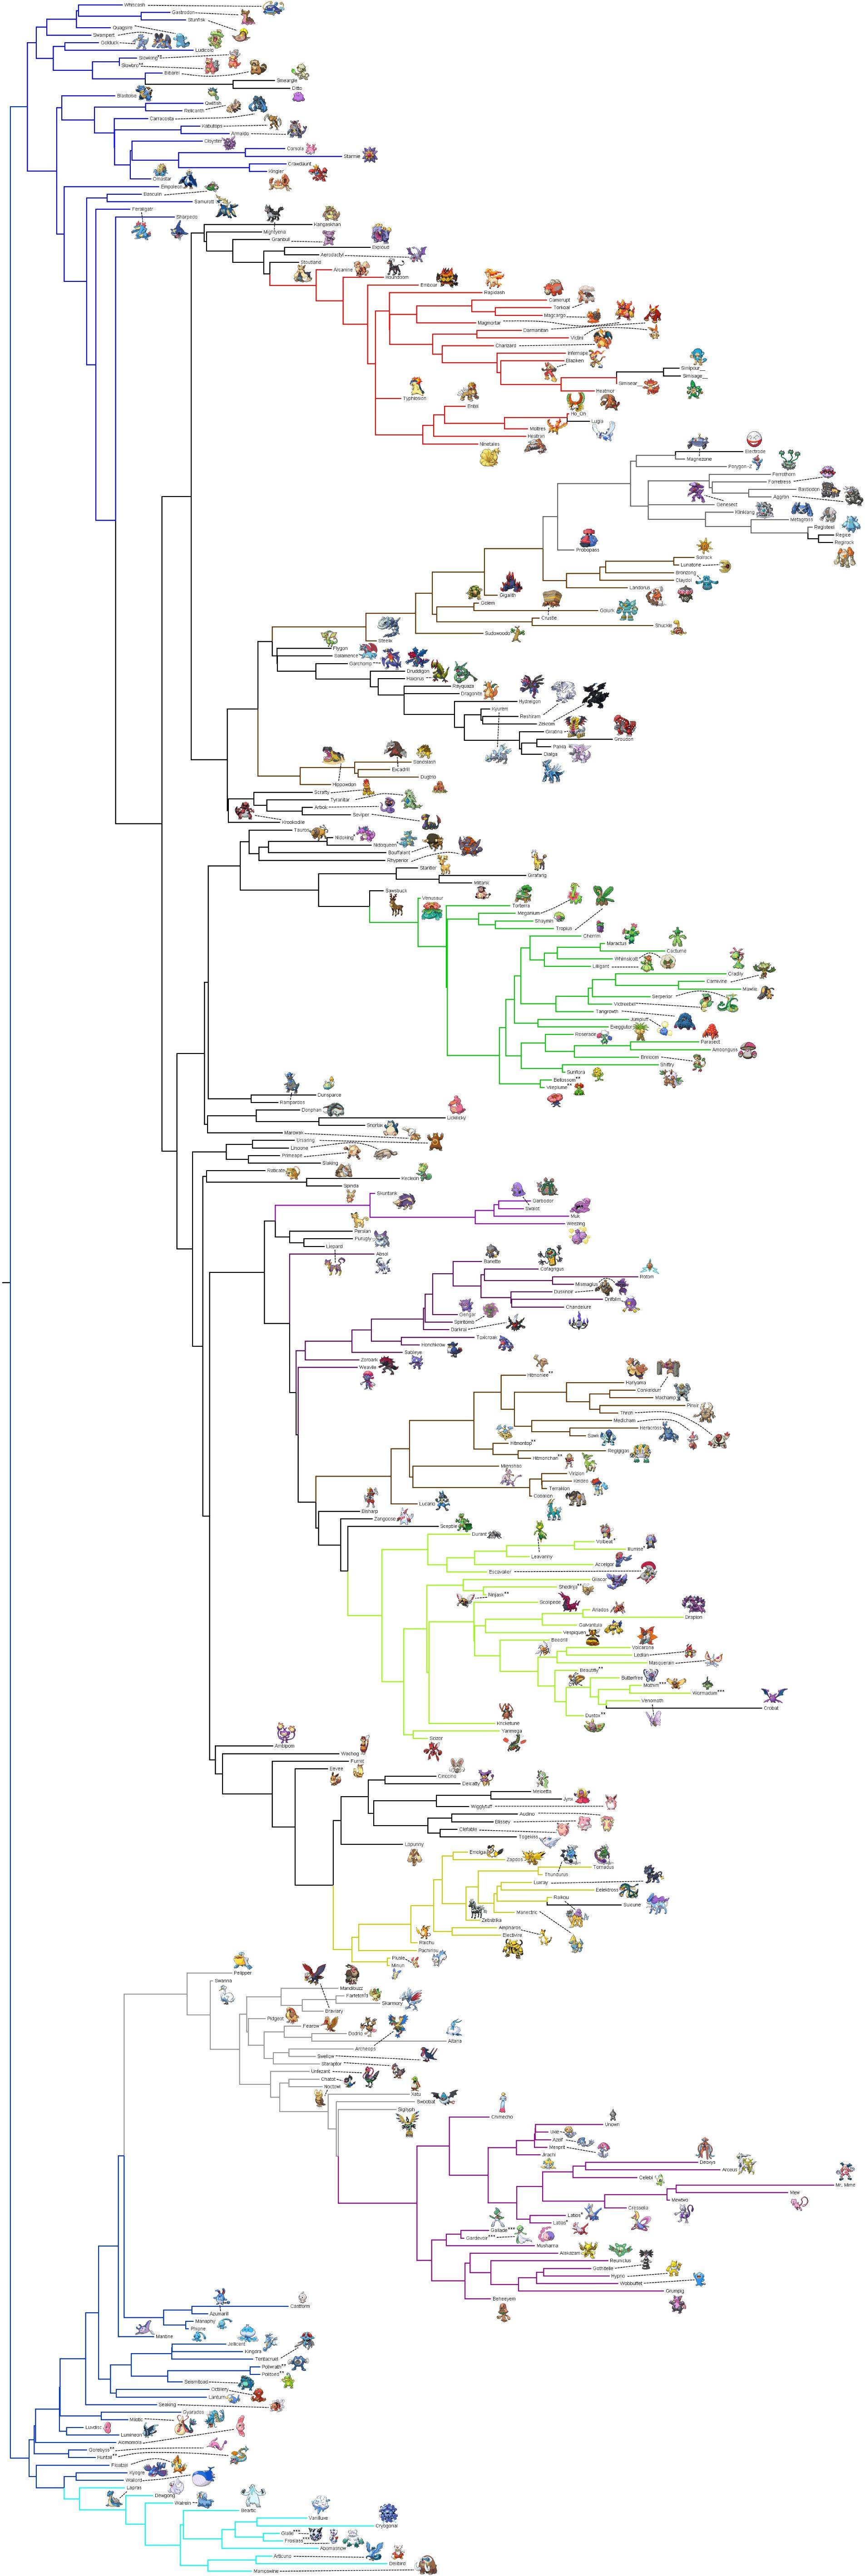 Whiscash
Gastrodon
Stunfisk
Quagsire
Swampert
Golduck
Ludicolo
Slowking**
Slowbro**
Bibarel
Smeargle
Ditto
Blastoise
Qwilfish
Relicanth
Carracosta
Kabutops
Armaldo
Cloyster
Corsola
Starmie
Crawdaunt
Kingler
Omastar
Empoleon
Basculin
Samurott
Feraligatr
Sharpedo
Kangaskhan
Mightyena
Granbull
Exploud
Aerodactyl
Stoutland
Arcanine
Houndoom
Emboar
Rapidash
Camerupt
Torkoal
Magcargo
Magmortar
Darmanitan
Victini
Charizard
Infernape
Blaziken
Simipour__
Simisage__
Simisear__
Heatmor
Typhlosion
Entei
Ho_Oh
Lugia
Moltres
Heatran
Ninetales
Electrode
Magnezone
Porygon-Z
Ferrothorn
Forretress
Bastiodon
Aggron
Genesect
Klinklang
Metagross
Registeel
Regice
Regirock
Probopass
Solrock
Lunatone
Bronzong
Claydol
Landorus
Gigalith
Golem
Golurk
Crustle
Shuckle
Sudowoodo
Steelix
Flygon
Salamence
Garchomp
Druddigon
Haxorus
Rayquaza
Dragonite
Hydreigon
Kyurem
Reshiram
Zekrom
Giratina
Groudon
Palkia
Dialga
Sandslash
Excadrill
Dugtrio
Hippowdon
Scrafty
Tyranitar
Arbok
Seviper
Krookodile
Tauros
Nidoking*
Nidoqueen*
Bouffalant
Rhyperior
Stantler
Girafarig
Miltank
Sawsbuck
Venusaur
Torterra
Meganium
Shaymin
Tropius
Cherrim
Maractus
Cacturne
Whimsicott
Lilligant
Cradily
Carnivine
Mawile
Serperior
Victreebel
Tangrowth
Jumpluff
Exeggutor
Roserade
Parasect
Amoonguss
Breloom
Shiftry
Sunflora
Bellossom**
Vileplume**
Dunsparce
Rampardos
Donphan
Lickilicky
Snorlax
Marowak
Ursaring
Linoone
Primeape
Slaking
Raticate
Kecleon
Spinda
Skuntank
Garbodor
Swalot
Muk
Weezing
Persian
Purugly
Liepard
Absol
Banette
Cofagrigus
Rotom
Mismagius
Dusknoir
Drifblim
Chandelure
Gengar
Spiritomb
Darkrai
Toxicroak
Honchkrow
Sableye
Zoroark
Weavile
Hitmonlee**
Hariyama
Conkeldurr
Machamp
Pinsir
Throh
Medicham
Heracross
Sawk
Hitmontop**
Regigigas
Hitmonchan**
Mienshao
Virizion
Keldeo
Terrakion
Cobalion
Lucario
Bisharp
Zangoose
Sceptile
Durant
Volbeat*
Illumise*
Leavanny
Accelgor
Escavalier
Gliscor
Shedinja**
Ninjask**
Scolipede
Ariados
Drapion
Galvantula
Vespiquen
Beedrill
Volcarona
Ledian
Masquerain
Beautifly**
Butterfree
Mothim***
Wormadam***
Venomoth
Crobat
Dustox**
Kricketune
Yanmega
Scizor
Ambipom
Watchog
Furret
Eevee
Cinccino
Delcatty
Meloetta
Jynx
Wigglytuff
Audino
Blissey
Clefable
Togekiss
Lopunny
Emolga
Zapdos
Tornadus
Thundurus
Luxray
Eelektross
Raikou
Suicune
Manectric
Zebstrika
Ampharos
Electivire
Raichu
Pachirisu
Plusle
Minun
Pelipper
Swanna
Mandibuzz
Farfetch'd
Skarmory
Braviary
Pidgeot
Fearow
Dodrio
Altaria
Archeops
Swellow
Staraptor
Unfezant
Chatot
Noctowl
Xatu
Swoobat
Sigilyph
Chimecho
Unown
Uxie
Azelf
Mesprit
Jirachi
Deoxys
Arceus
Celebi
Mr. Mime
Mew
Mewtwo
Cresselia
Latios*
Latias*
Gallade***
Gardevoir***
Musharna
Alakazam
Reuniclus
Gothitelle
Hypno
Wobbuffet
Grumpig
Beheeyem
Castform
Azumarill
Manaphy
Phione
Mantine
Jellicent
Kingdra
Tentacruel
Poliwrath**
Politoed**
Seismitoad
Octillery
Lanturn
Seaking
Gyarados
Milotic
Luvdisc
Lumineon
Alomomola
Gorebyss**
Huntail**
Floatzel
Kyogre
Wailord
Lapras
Dewgong
Walrein
Beartic
Vanilluxe
Cryogonal
Glalie***
Froslass***
Abomasnow
Articuno
Delibird
Mamoswine